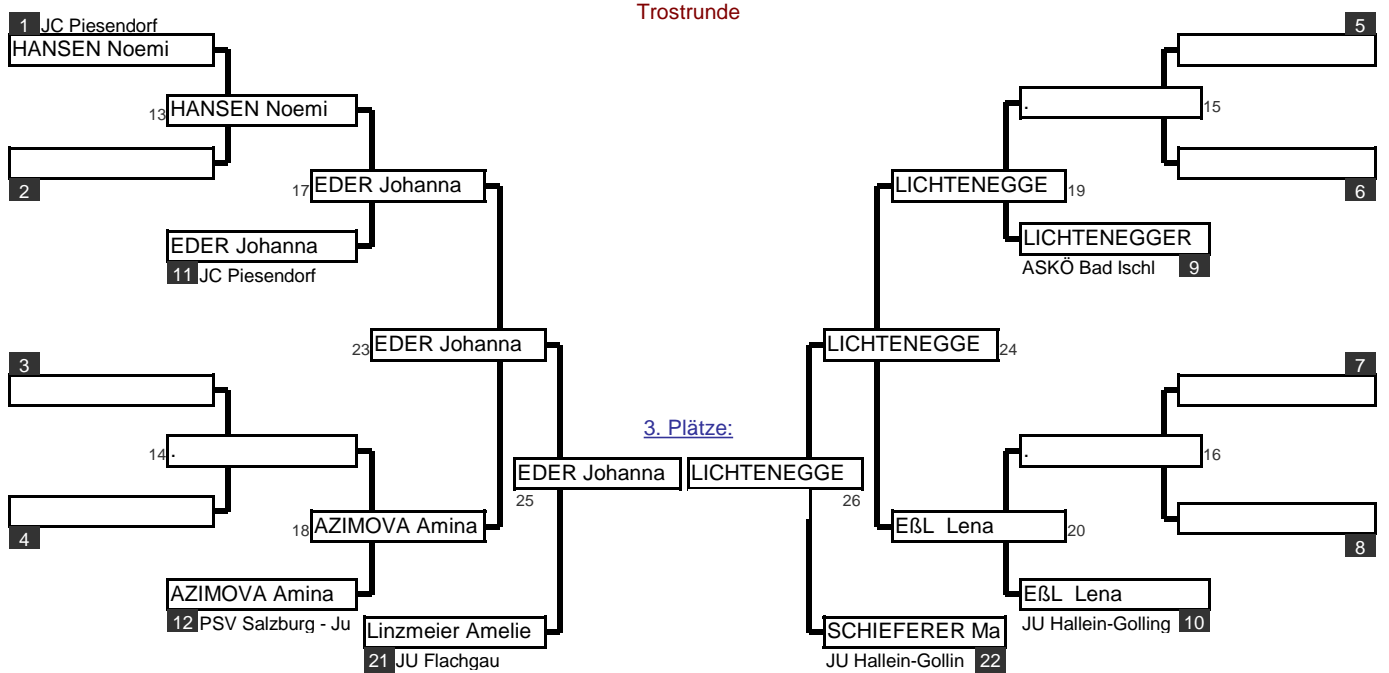 Trostrunde
1 JC Piesendorf
5
HANSEN Noemi
13 HANSEN Noemi
. 15
2
17 EDER Johanna
LICHTENEGGE 19
6
EDER Johanna
LICHTENEGGER
11 JC Piesendorf
ASKÖ Bad Ischl 9
23 EDER Johanna
LICHTENEGGE 24
3
7
3. Plätze:
14 .
. 16
EDER Johanna
LICHTENEGGE
25
26
4
18 AZIMOVA Amina
EßL Lena 20
8
AZIMOVA Amina
EßL Lena
12 PSV Salzburg - Ju
JU Hallein-Golling 10
Linzmeier Amelie
SCHIEFERER Ma
21 JU Flachgau
JU Hallein-Gollin 22